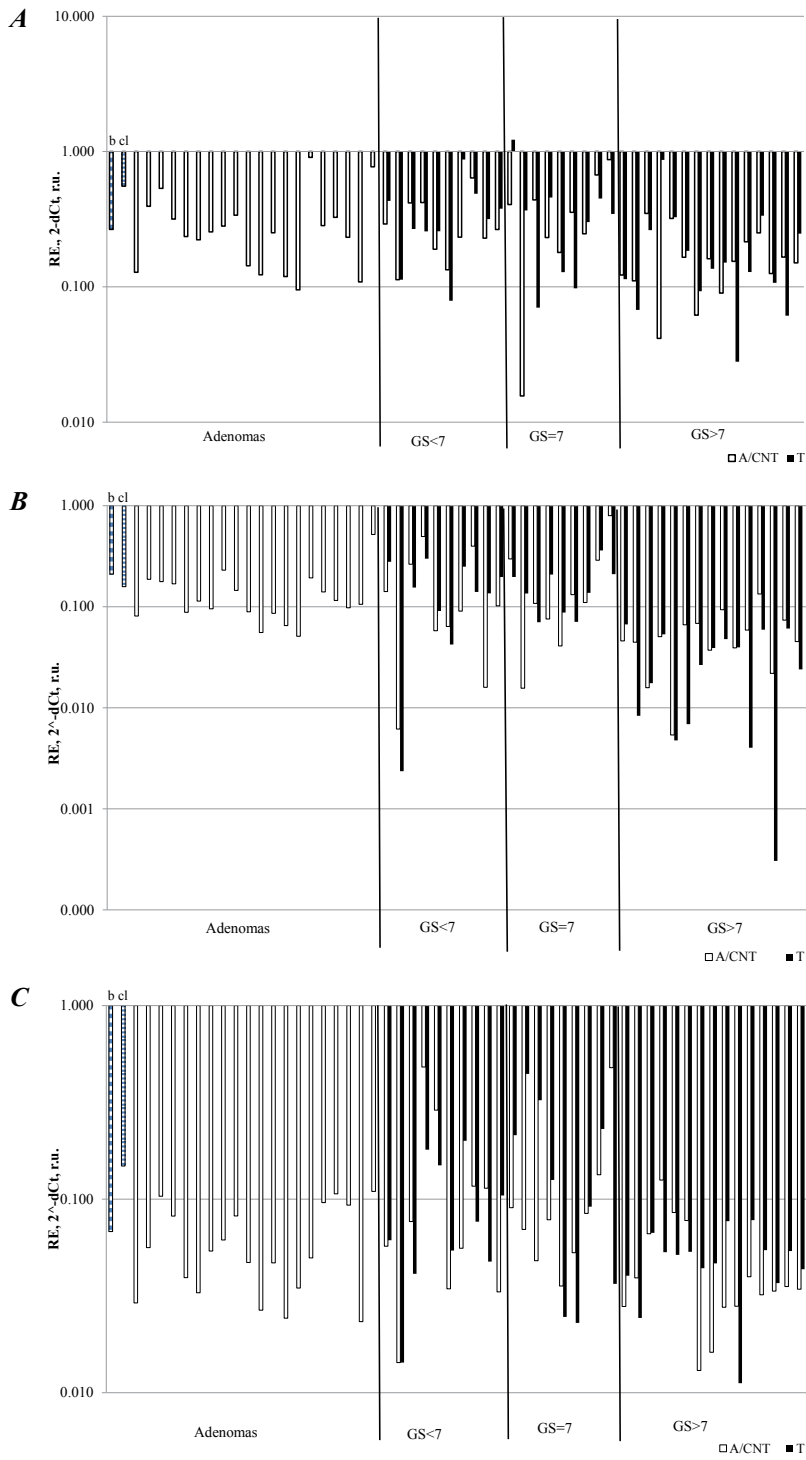 A
10.000
b cl
1.000
RE., 2-dCt, r.u.
0.100
0.010
Adenomas GS<7 GS=7 GS>7
A/CNT T
B
b cl
1.000
0.100
RE, 2^-dCt, r.u.
0.010
0.001
0.000
Adenomas GS<7 GS=7 GS>7
A/CNT T
C
b cl
1.000
RE, 2^-dCt, r.u.
0.100
0.010
Adenomas GS<7 GS=7 GS>7
A/CNT T